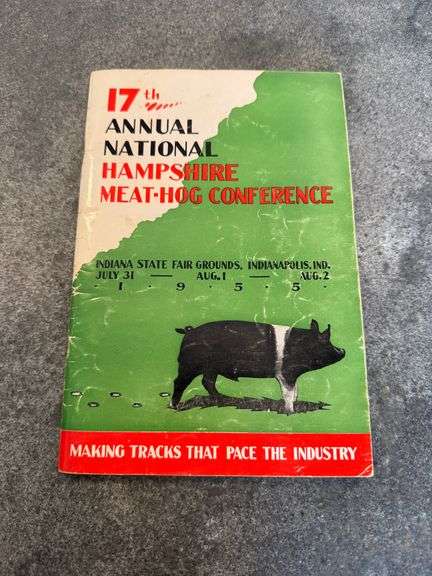 17th
ANNUAL
NATIONAL
HAMPSHIRE
MEAT-HOG CONFERENCE
INDIANA STATE FAIR GROUNDS, INDIANAPOLIS, IND.
JULY 31 — AUG. 1 — AUG. 2
· 1 · 9 · 5 · 5 ·
MAKING TRACKS THAT PACE THE INDUSTRY